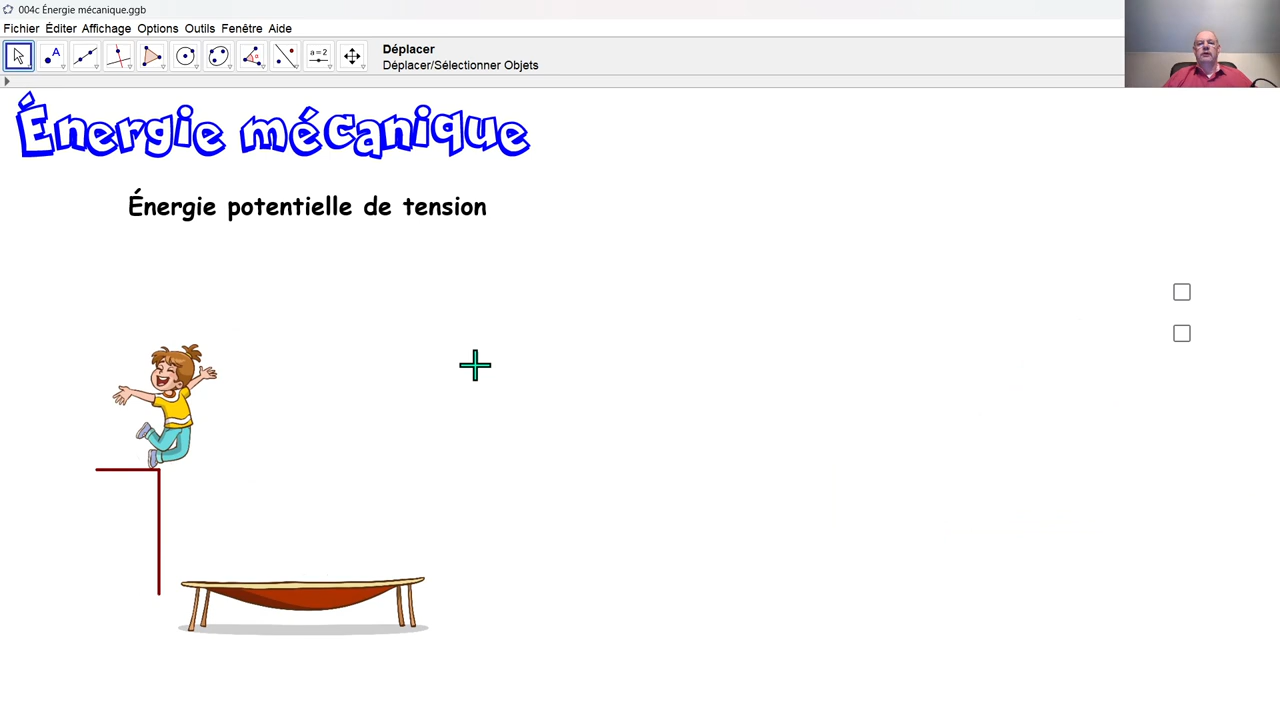 004c Énergie mécanique.ggb
Fichier Éditer Affichage Options Outils Fenêtre Aide
A
a=2
Déplacer
Déplacer/Sélectionner Objets
Énergie mécanique
Énergie potentielle de tension